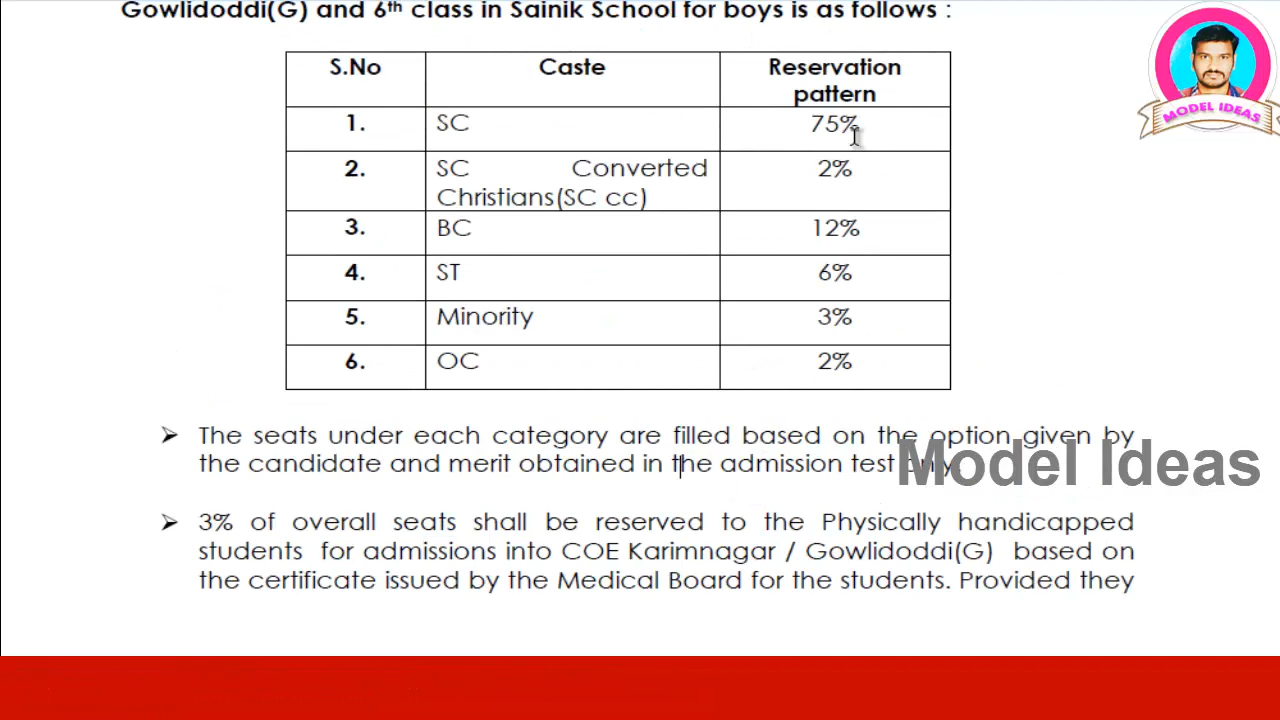 Gowlidoddi(G) and 6th class in Sainik School for boys is as follows :
S.No Caste Reservation pattern
1. SC 75%
2. SC Converted Christians(SC cc) 2%
3. BC 12%
4. ST 6%
5. Minority 3%
6. OC 2%
➢ The seats under each category are filled based on the option given by
the candidate and merit obtained in the admission test only.
➢ 3% of overall seats shall be reserved to the Physically handicapped
students for admissions into COE Karimnagar / Gowlidoddi(G) based on
the certificate issued by the Medical Board for the students. Provided they
MODEL IDEAS
Model Ideas